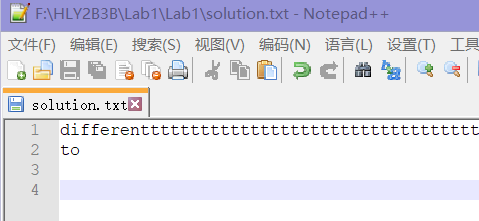 F:\HLY2B3B\Lab1\Lab1\solution.txt - Notepad++
文件(F) 编辑(E) 搜索(S) 视图(V) 编码(N) 语言(L) 设置(T) 工具
solution.txt
1 differentttttttttttttttttttttttttttttttttt
2 to
3
4